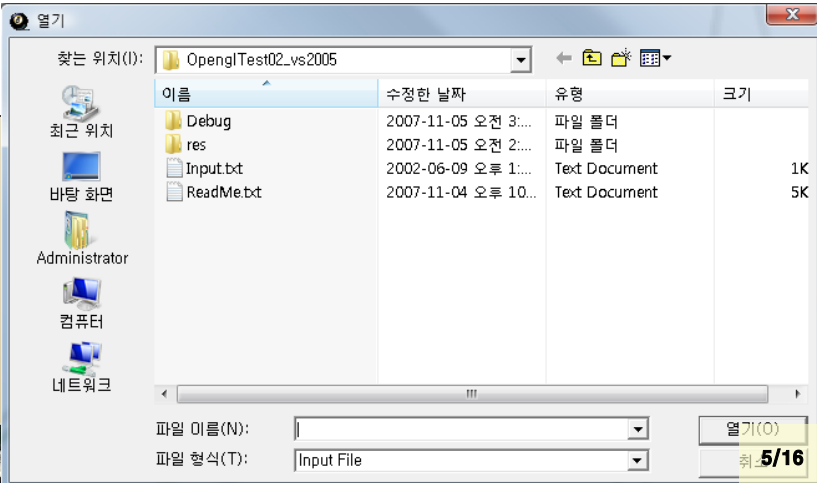 열기
찾는 위치(I): OpenglTest02_vs2005
이름 수정한 날짜 유형 크기
Debug 2007-11-05 오전 3:... 파일 폴더
res 2007-11-05 오전 2:... 파일 폴더
Input.txt 2002-06-09 오후 1:... Text Document 1K
ReadMe.txt 2007-11-04 오후 10... Text Document 5K
최근 위치
바탕 화면
Administrator
컴퓨터
네트워크
파일 이름(N): 열기(O)
파일 형식(T): Input File 취소
5/16